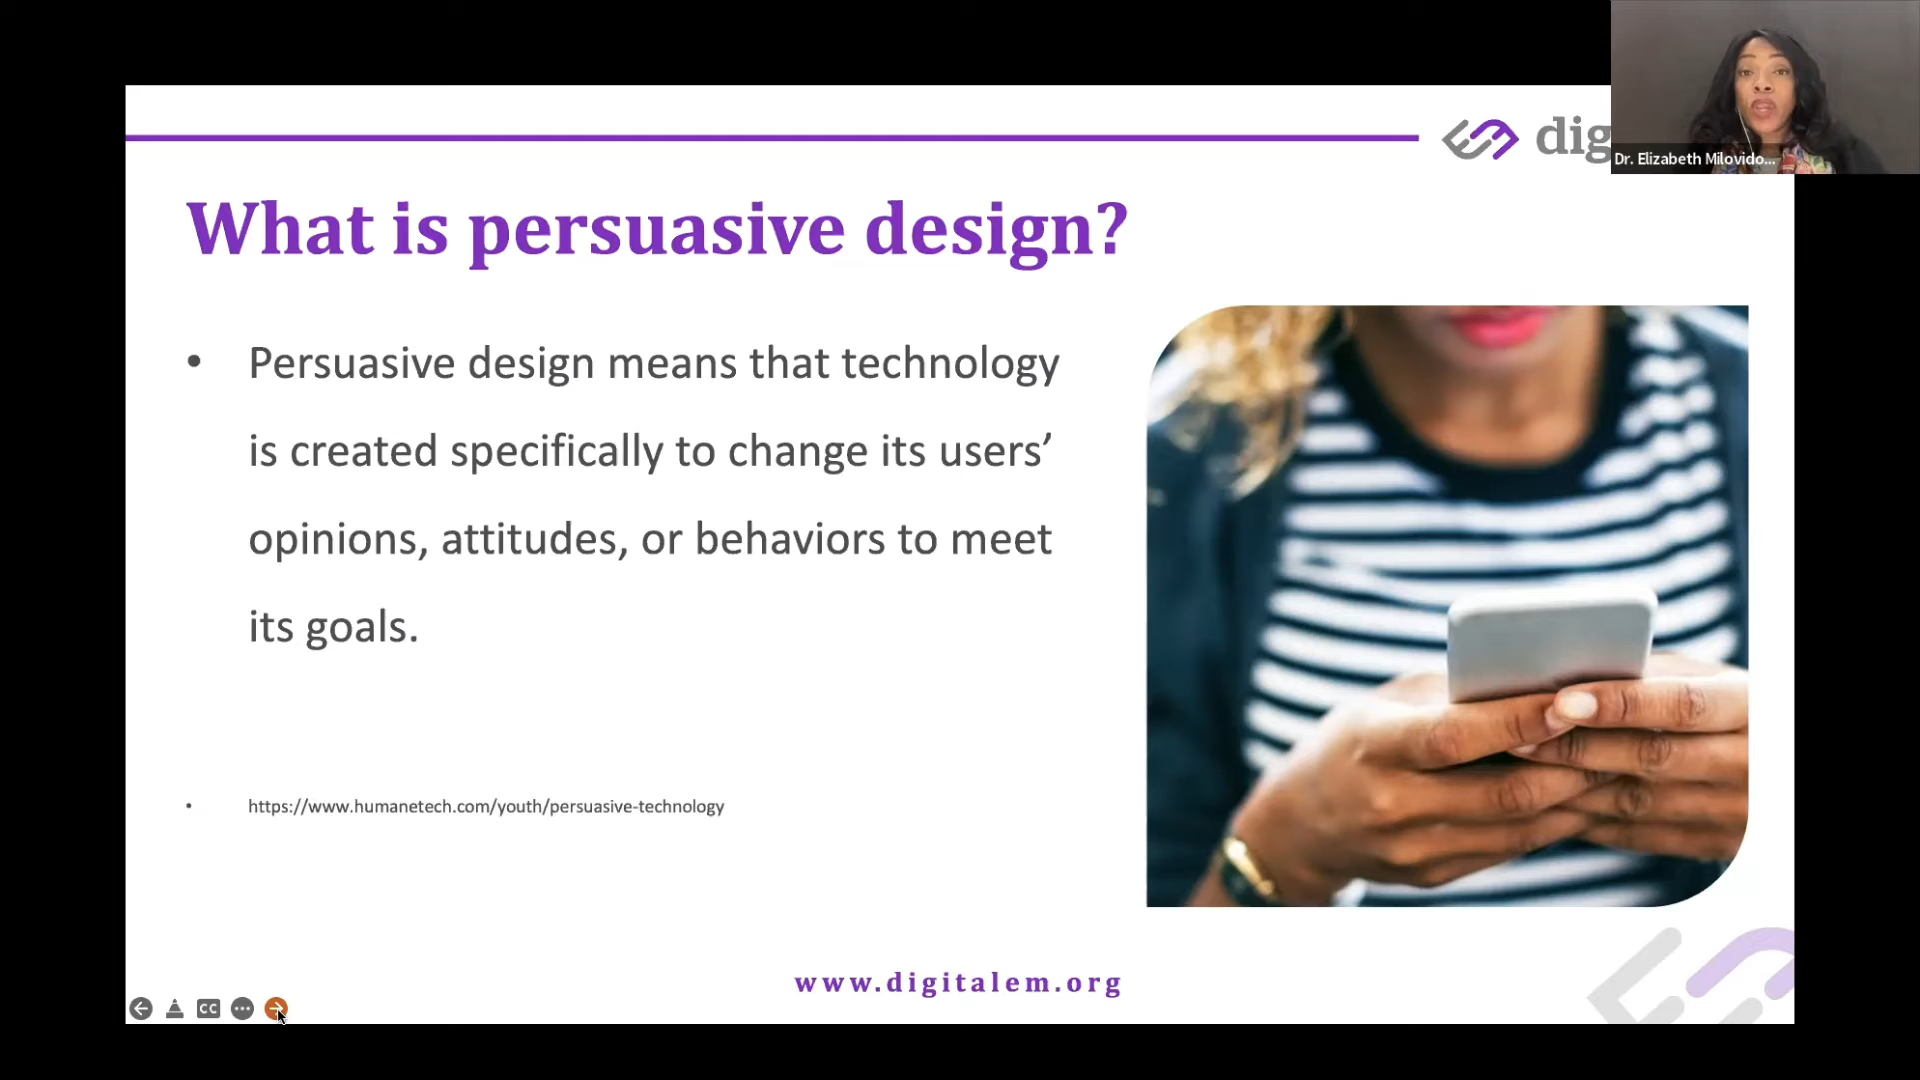 dig
Dr. Elizabeth Milovido...
What is persuasive design?
• Persuasive design means that technology
is created specifically to change its users’
opinions, attitudes, or behaviors to meet
its goals.
• https://www.humanetech.com/youth/persuasive-technology
www.digitalem.org
CC